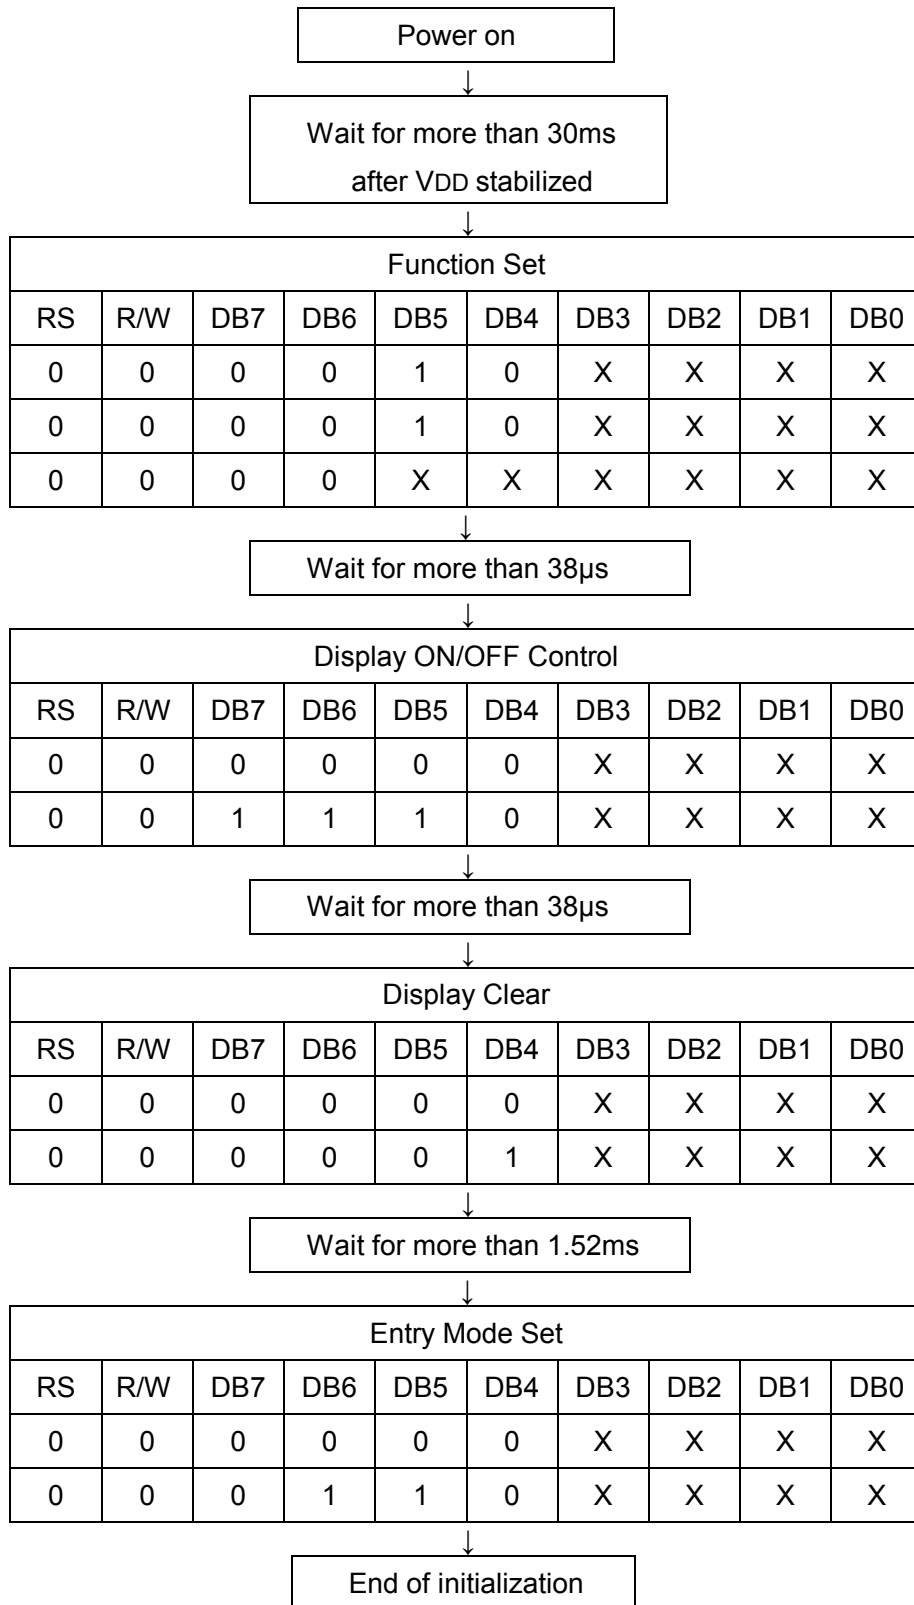 Power on
↓
Wait for more than 30ms
after VDD stabilized
↓
Function Set
RS R/W DB7 DB6 DB5 DB4 DB3 DB2 DB1 DB0
0 0 0 0 1 0 X X X X
0 0 0 0 1 0 X X X X
0 0 0 0 X X X X X X
↓
Wait for more than 38µs
↓
Display ON/OFF Control
RS R/W DB7 DB6 DB5 DB4 DB3 DB2 DB1 DB0
0 0 0 0 0 0 X X X X
0 0 1 1 1 0 X X X X
↓
Wait for more than 38µs
↓
Display Clear
RS R/W DB7 DB6 DB5 DB4 DB3 DB2 DB1 DB0
0 0 0 0 0 0 X X X X
0 0 0 0 0 1 X X X X
↓
Wait for more than 1.52ms
↓
Entry Mode Set
RS R/W DB7 DB6 DB5 DB4 DB3 DB2 DB1 DB0
0 0 0 0 0 0 X X X X
0 0 0 1 1 0 X X X X
↓
End of initialization